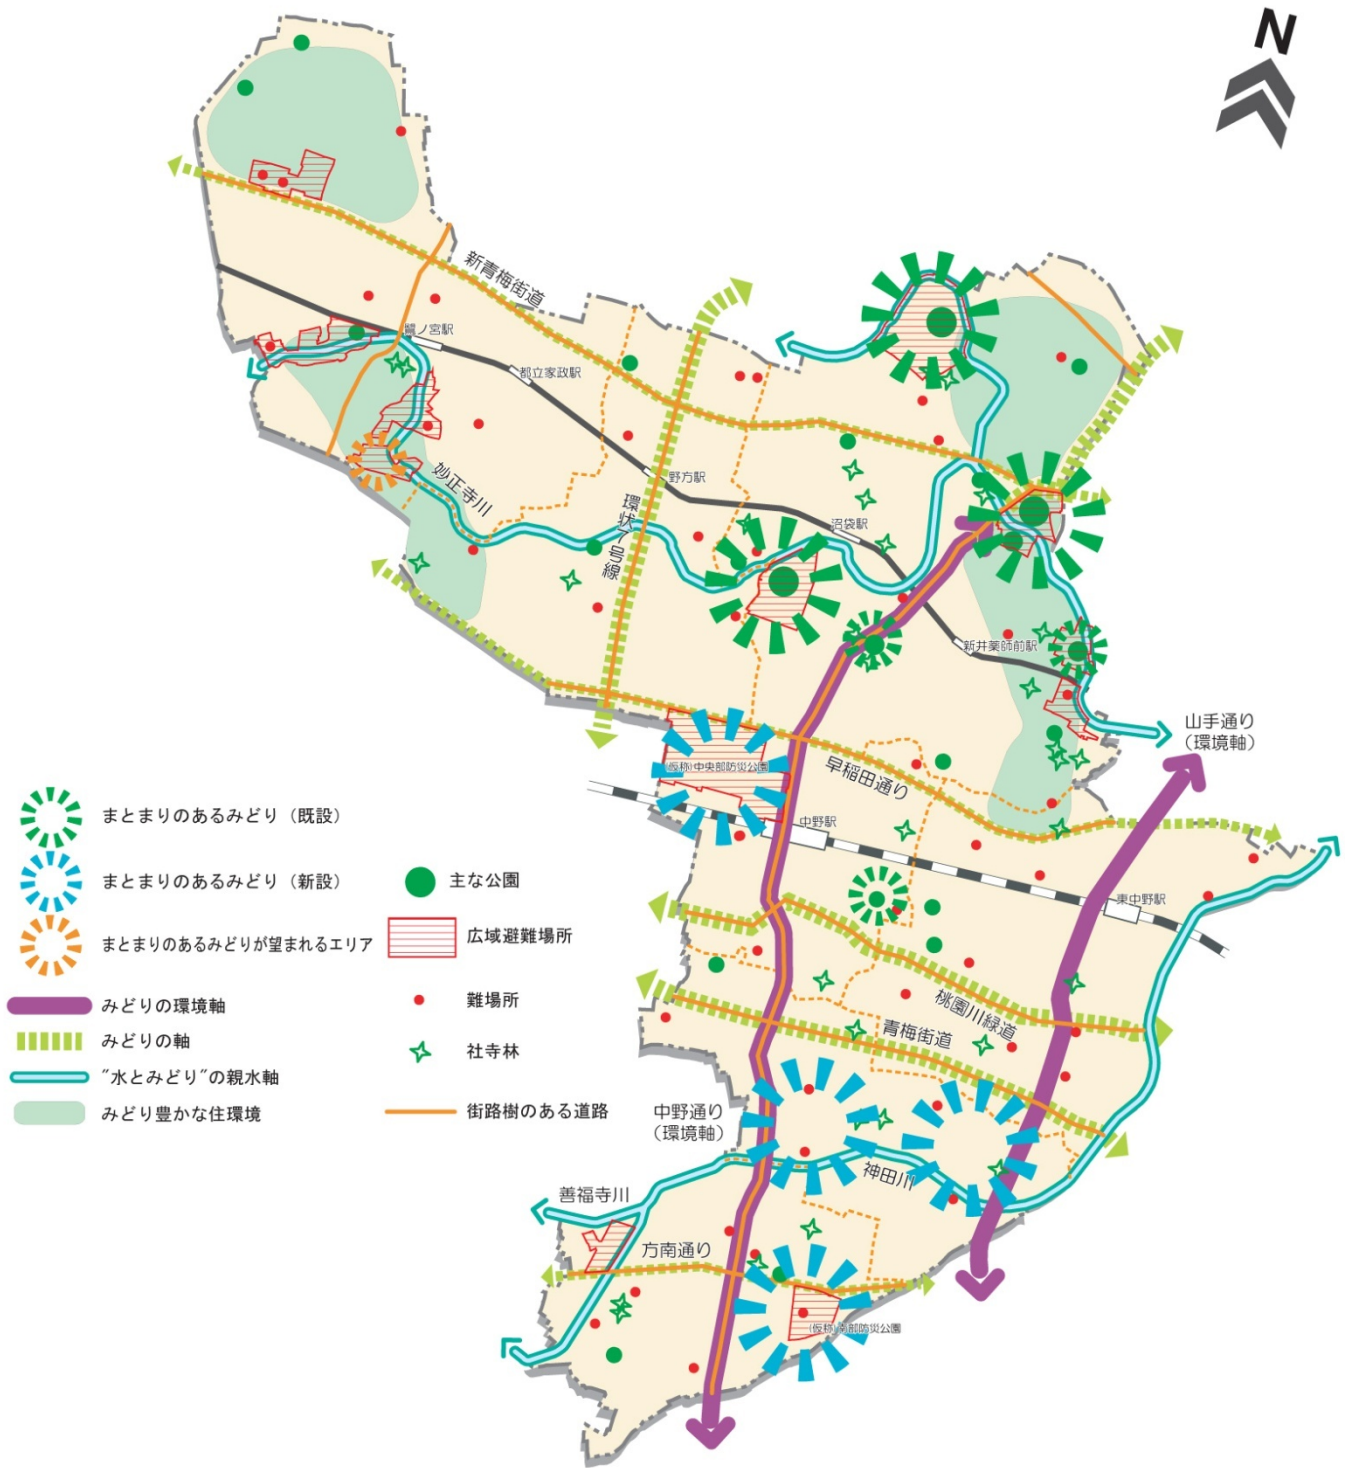 N
新青梅街道
鷺ノ宮駅
都立家政駅
妙正寺川
野方駅
環状7号線
沼袋駅
新井薬師前駅
山手通り
(環境軸)
(仮称)中央部防災公園
早稲田通り
中野駅
東中野駅
桃園川緑道
青梅街道
中野通り
(環境軸)
神田川
善福寺川
方南通り
(仮称)南部防災公園
まとまりのあるみどり（既設）
まとまりのあるみどり（新設）
まとまりのあるみどりが望まれるエリア
みどりの環境軸
みどりの軸
"水とみどり"の親水軸
みどり豊かな住環境
主な公園
広域避難場所
難場所
社寺林
街路樹のある道路